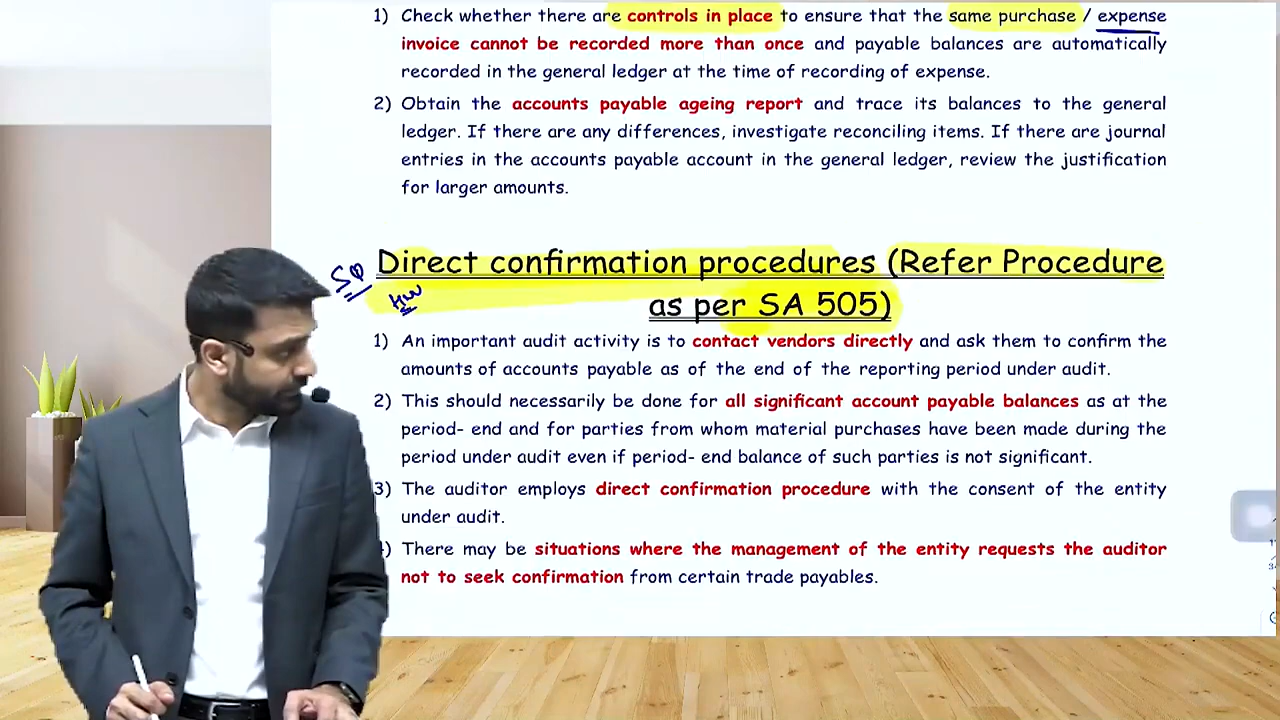 1) Check whether there are controls in place to ensure that the same purchase / expense
invoice cannot be recorded more than once and payable balances are automatically
recorded in the general ledger at the time of recording of expense.
2) Obtain the accounts payable ageing report and trace its balances to the general
ledger. If there are any differences, investigate reconciling items. If there are journal
entries in the accounts payable account in the general ledger, review the justification
for larger amounts.
Direct confirmation procedures (Refer Procedure
HW
as per SA 505)
1) An important audit activity is to contact vendors directly and ask them to confirm the
amounts of accounts payable as of the end of the reporting period under audit.
2) This should necessarily be done for all significant account payable balances as at the
period- end and for parties from whom material purchases have been made during the
period under audit even if period- end balance of such parties is not significant.
3) The auditor employs direct confirmation procedure with the consent of the entity
under audit.
) There may be situations where the management of the entity requests the auditor
not to seek confirmation from certain trade payables.